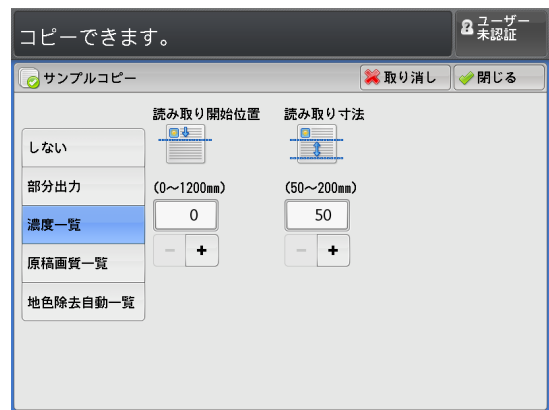 コピーできます。
ユーザー
未認証
サンプルコピー
取り消し
閉じる
読み取り開始位置
読み取り寸法
しない
部分出力
濃度一覧
原稿画質一覧
地色除去自動一覧
(0～1200mm)
(50～200mm)
0
50
− +
− +